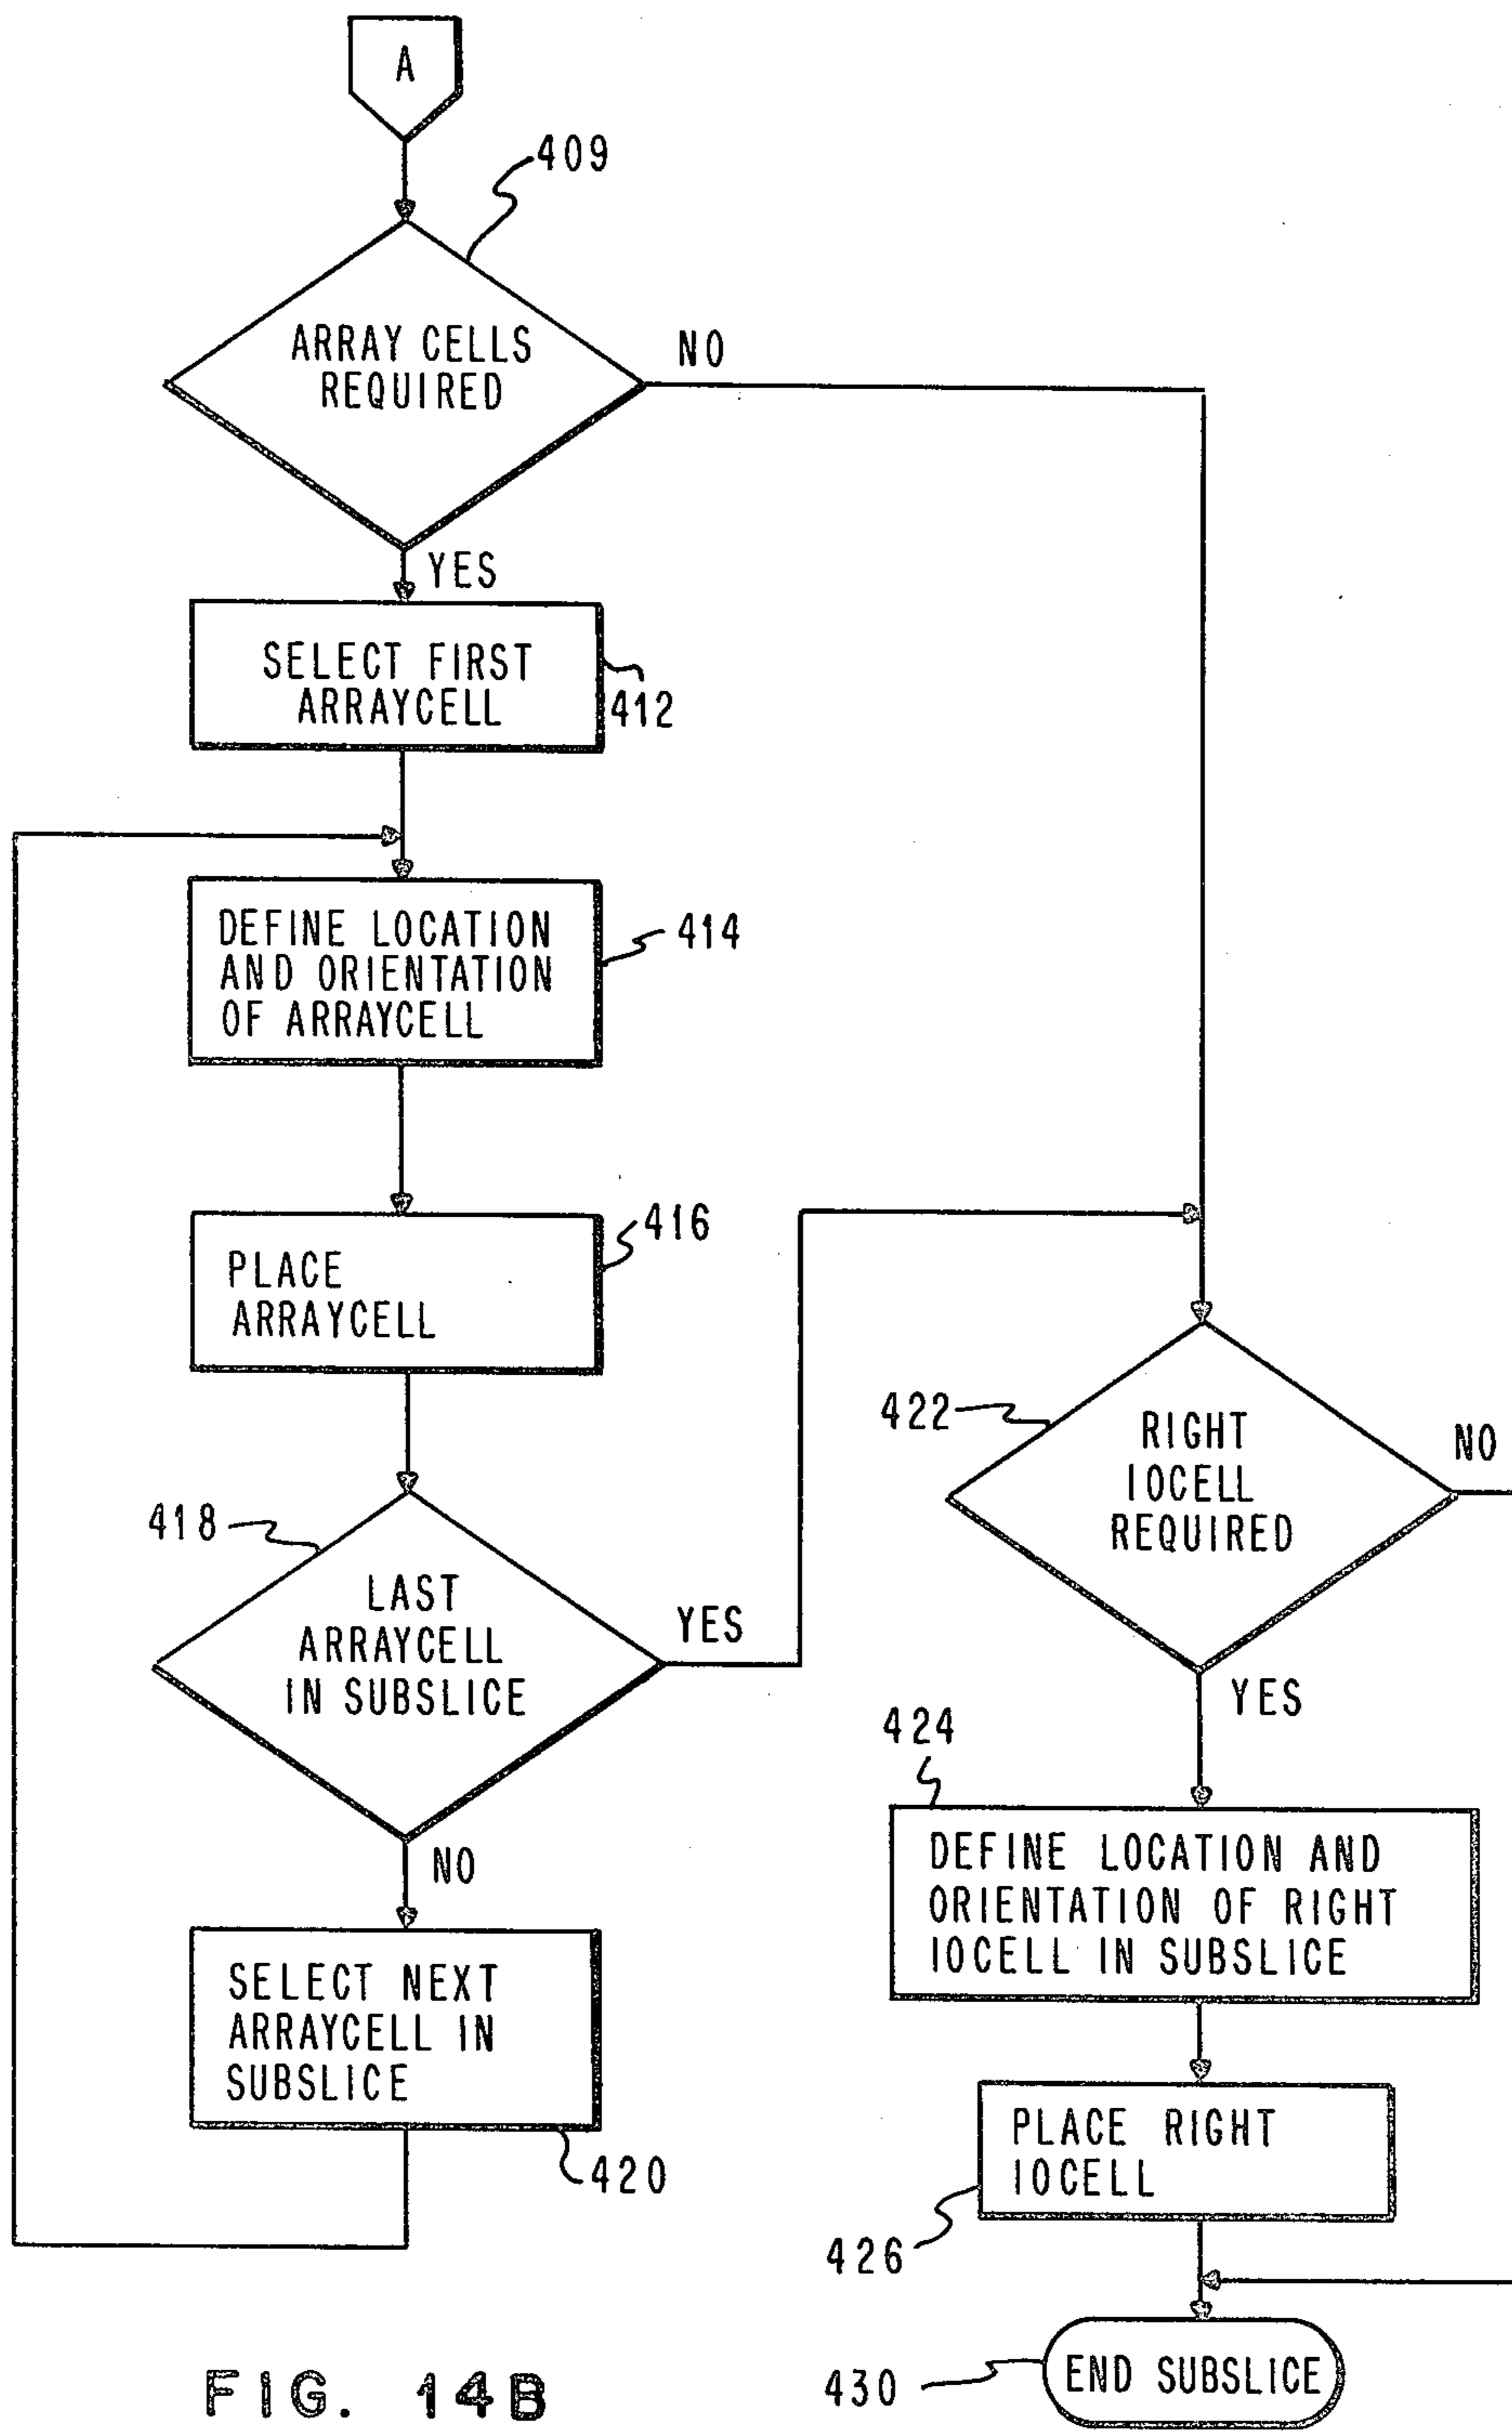 A
409
ARRAY CELLS
REQUIRED
NO
YES
SELECT FIRST
ARRAYCELL
412
DEFINE LOCATION
AND ORIENTATION
OF ARRAYCELL
414
PLACE
ARRAYCELL
416
418
LAST
ARRAYCELL
IN SUBSLICE
YES
NO
SELECT NEXT
ARRAYCELL IN
SUBSLICE
420
422
RIGHT
IOCELL
REQUIRED
NO
YES
424
DEFINE LOCATION AND
ORIENTATION OF RIGHT
IOCELL IN SUBSLICE
PLACE RIGHT
IOCELL
426
END SUBSLICE
430
FIG. 14B